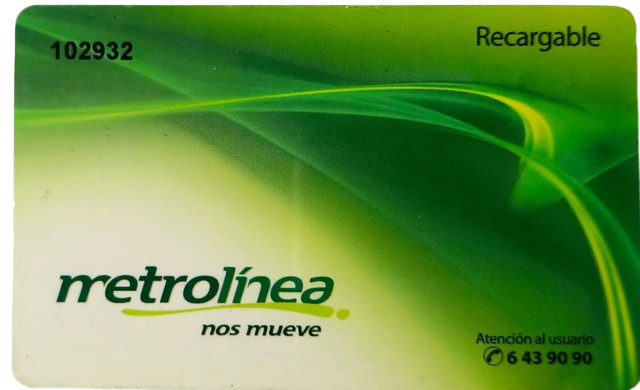 102932
Recargable
metrolínea
nos mueve
Atención al usuario
6 43 90 90